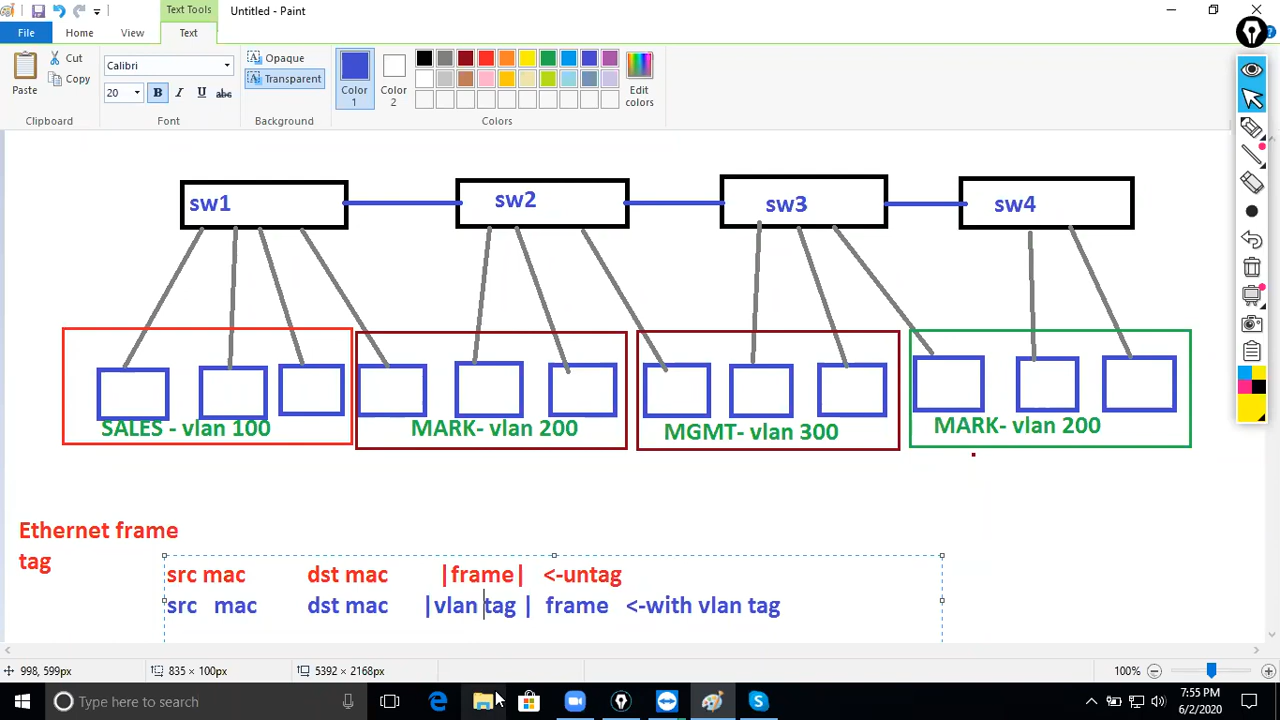 Text Tools
Untitled - Paint
File
Home
View
Text
Paste
Cut
Copy
Clipboard
Calibri
20
B
I
U
abc
Font
Opaque
Transparent
Background
Color
1
Color
2
Edit
colors
Colors
sw1
sw2
sw3
sw4
SALES - vlan 100
MARK- vlan 200
MGMT- vlan 300
MARK- vlan 200
Ethernet frame
tag
src mac dst mac |frame| <-untag
src mac dst mac |vlan tag | frame <-with vlan tag
998, 599px
835 × 100px
5392 × 2168px
100%
Type here to search
7:55 PM
6/2/2020